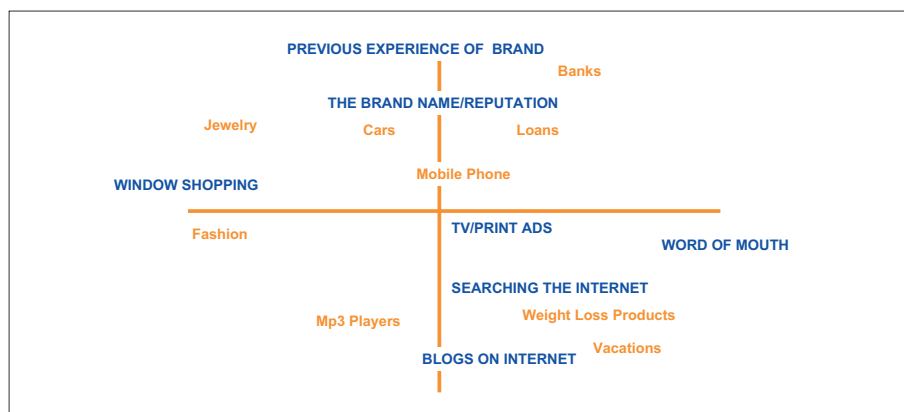 PREVIOUS EXPERIENCE OF BRAND
Banks
THE BRAND NAME/REPUTATION
Jewelry
Cars
Loans
Mobile Phone
WINDOW SHOPPING
Fashion
TV/PRINT ADS
WORD OF MOUTH
SEARCHING THE INTERNET
Mp3 Players
Weight Loss Products
Vacations
BLOGS ON INTERNET